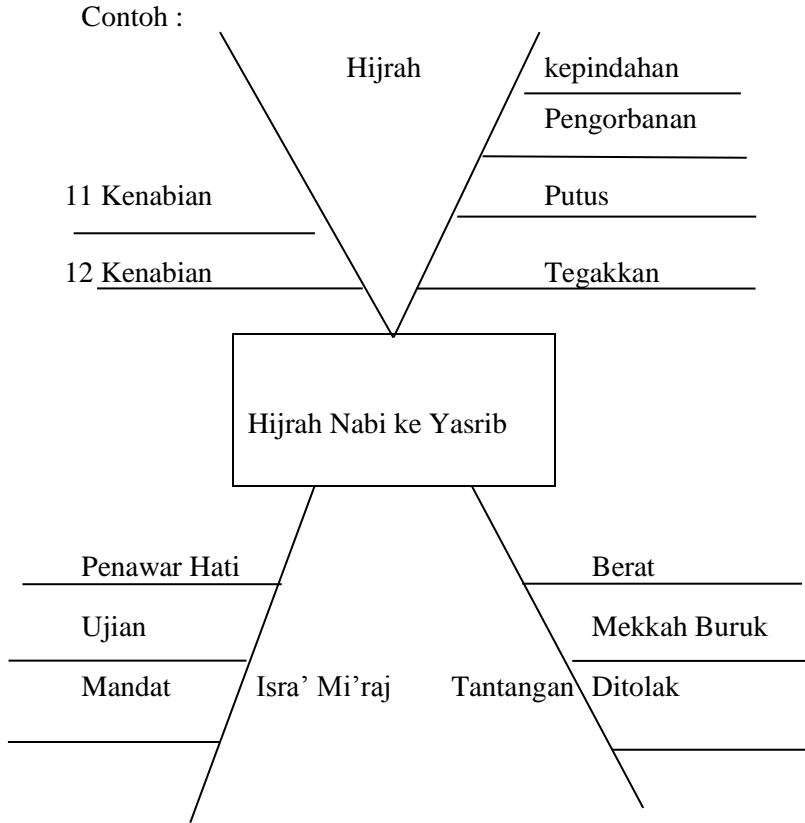 Contoh :
Hijrah
kepindahan
Pengorbanan
11 Kenabian
Putus
12 Kenabian
Tegakkan
Hijrah Nabi ke Yasrib
Penawar Hati
Berat
Ujian
Mekkah Buruk
Mandat
Isra’ Mi’raj
Tantangan
Ditolak